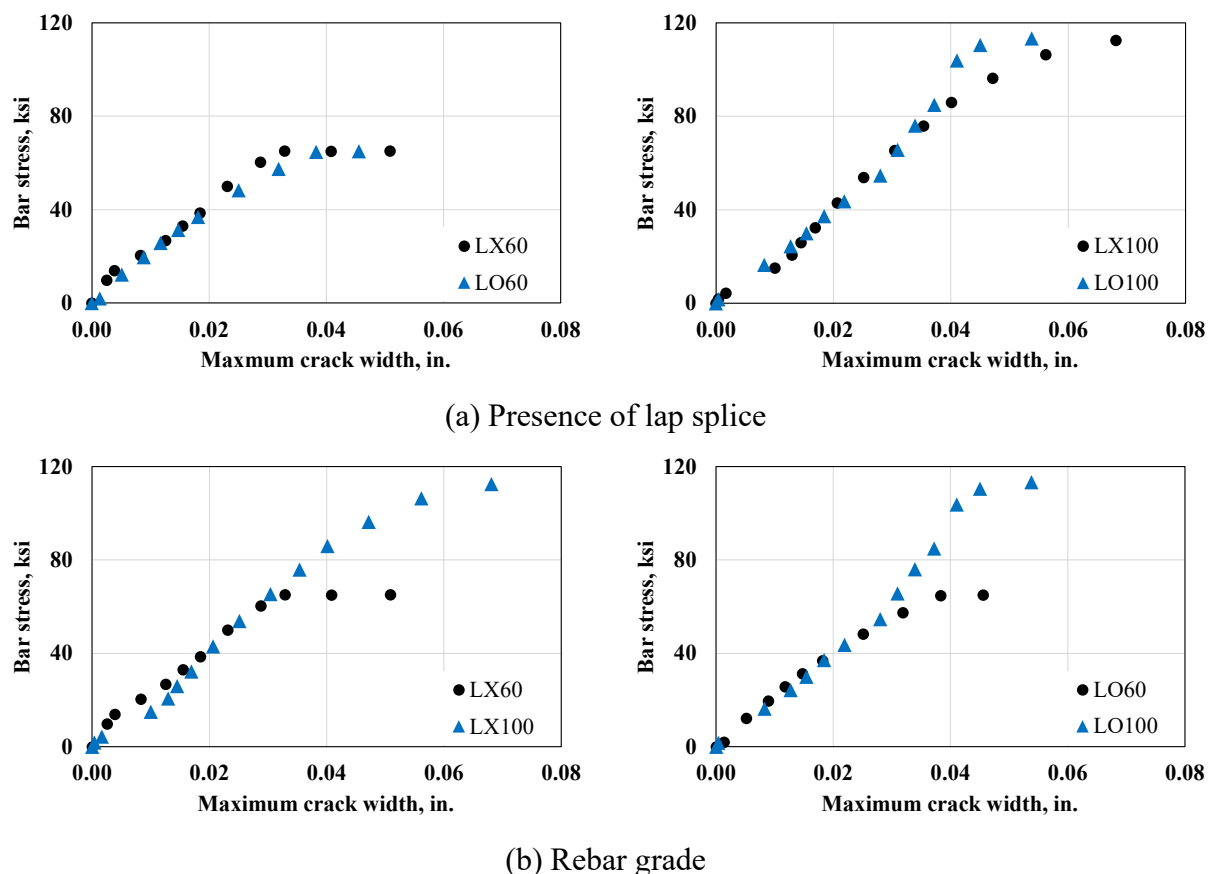 120
80
40
0
Bar stress, ksi
0.00 0.02 0.04 0.06 0.08
Maxmum crack width, in.
LX60
LO60
120
80
40
0
Bar stress, ksi
0.00 0.02 0.04 0.06 0.08
Maximum crack width, in.
LX100
LO100
(a) Presence of lap splice
120
80
40
0
Bar stress, ksi
0.00 0.02 0.04 0.06 0.08
Maximum crack width, in.
LX60
LX100
120
80
40
0
Bar stress, ksi
0.00 0.02 0.04 0.06 0.08
Maximum crack width, in.
LO60
LO100
(b) Rebar grade